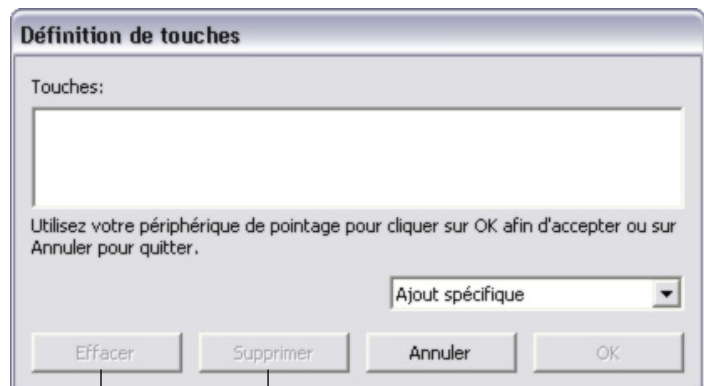 Définition de touches
Touches:
Utilisez votre périphérique de pointage pour cliquer sur OK afin d'accepter ou sur
Annuler pour quitter.
Ajout spécifique
Effacer Supprimer Annuler OK